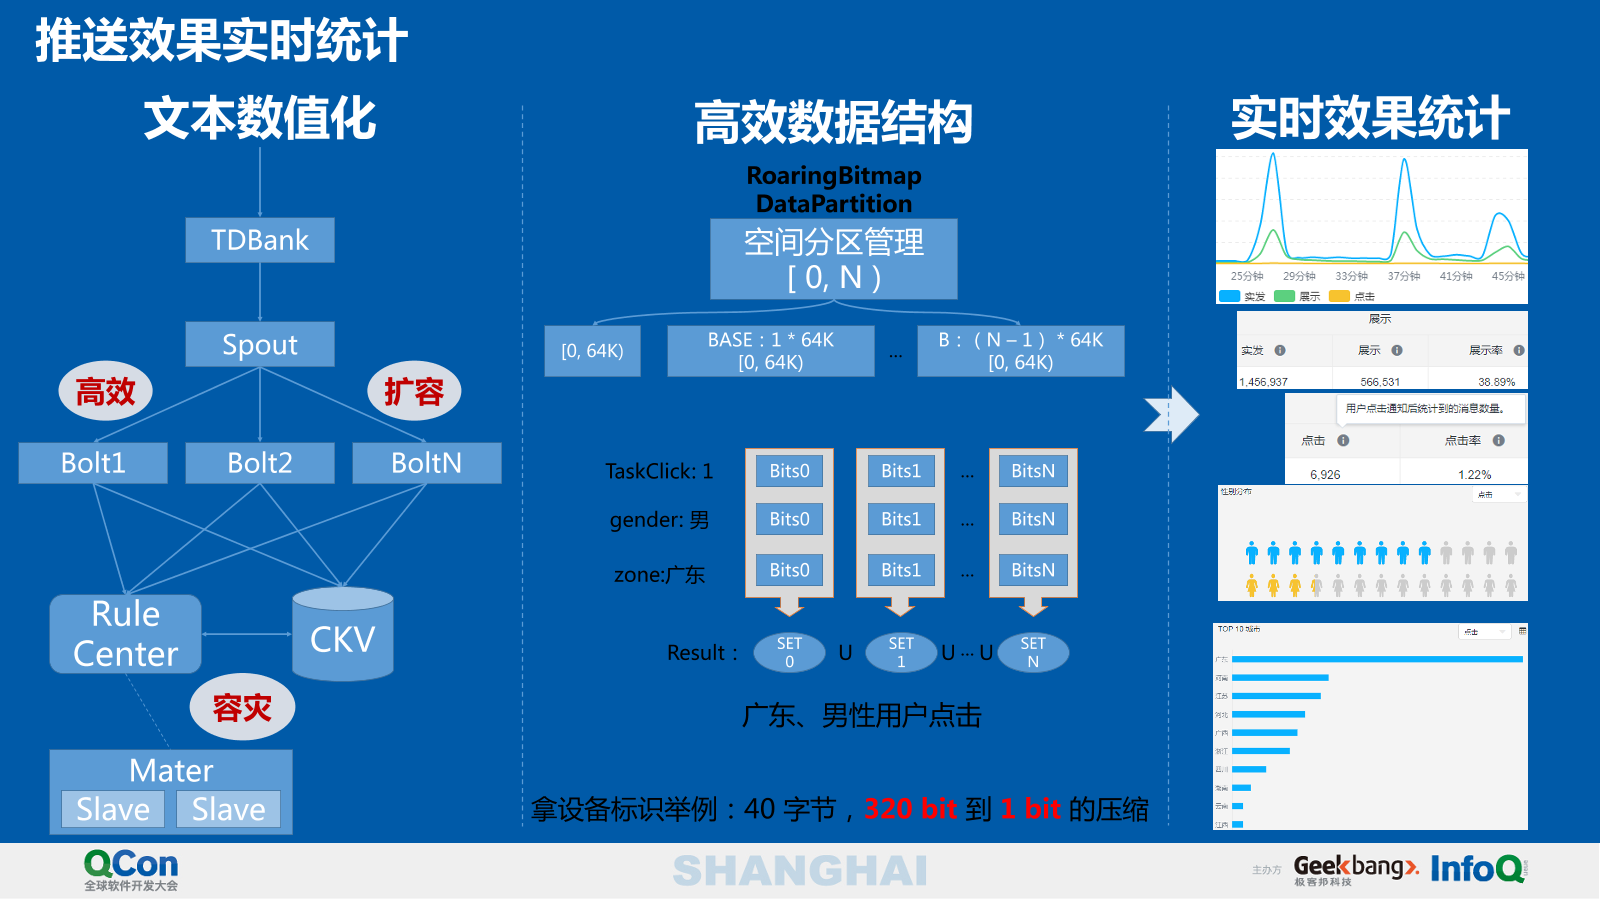 推送效果实时统计
文本数值化
TDBank
Spout
高效
扩容
Bolt1
Bolt2
BoltN
Rule
Center
CKV
容灾
Mater
Slave
Slave
高效数据结构
RoaringBitmap
DataPartition
空间分区管理
[ 0, N )
[0, 64K)
BASE：1 * 64K
[0, 64K)
...
B：（N – 1）* 64K
[0, 64K)
TaskClick: 1
Bits0
Bits1
...
BitsN
gender: 男
Bits0
Bits1
...
BitsN
zone:广东
Bits0
Bits1
...
BitsN
Result：
SET
0
U
SET
1
U ... U
SET
N
广东、男性用户点击
拿设备标识举例：40 字节，320 bit 到 1 bit 的压缩
实时效果统计
25分钟 29分钟 33分钟 37分钟 41分钟 45分钟
实发 展示 点击
展示
实发 展示 展示率
1,456,937 566,531 38.89%
用户点击通知后统计到的消息数量。
点击 点击率
6,926 1.22%
性别分布
点击
TOP 10 城市
点击
广东
河南
江苏
河北
广西
浙江
四川
湖南
云南
江西
QCon
全球软件开发大会
SHANGHAI
主办方
Geekbang
极客邦科技
InfoQ